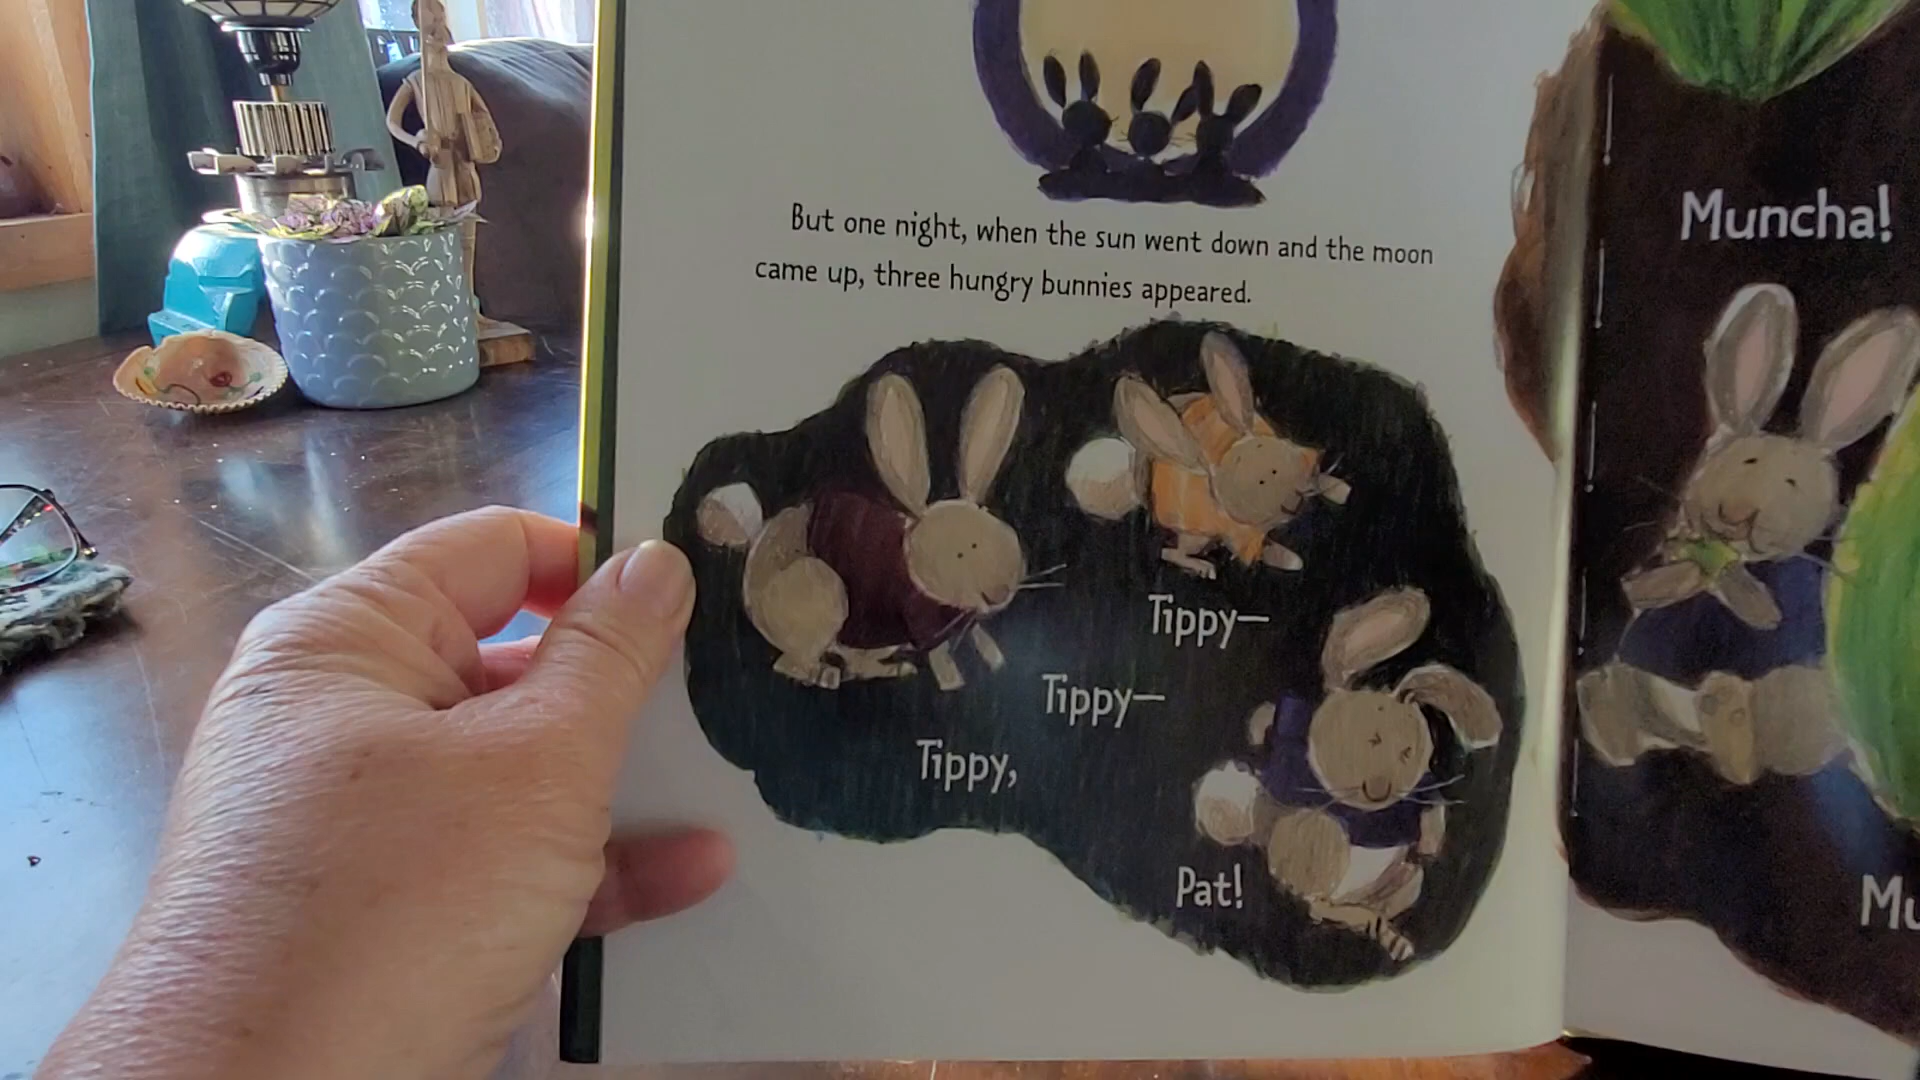 But one night, when the sun went down and the moon
came up, three hungry bunnies appeared.
Tippy—
Tippy—
Tippy,
Pat!
Muncha!